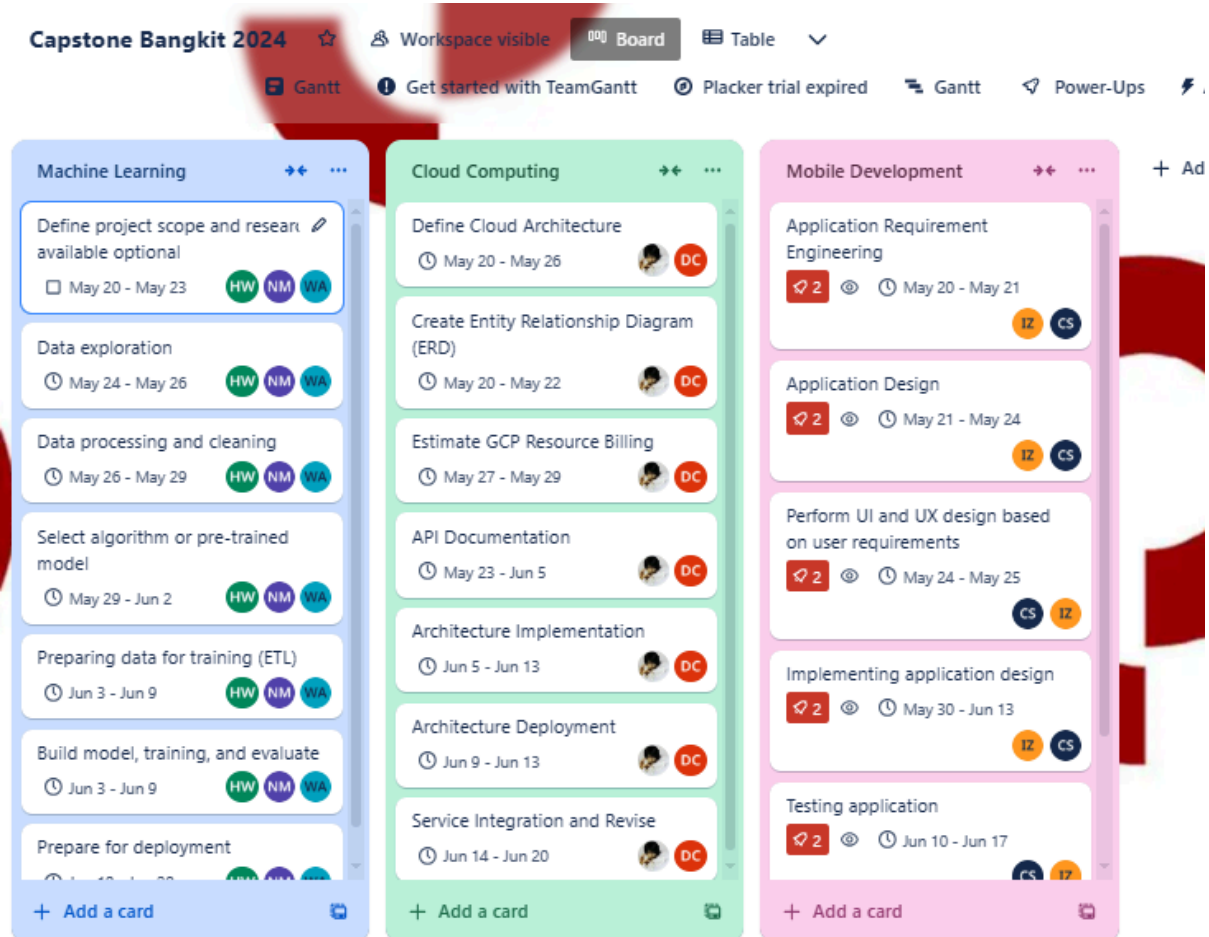 Capstone Bangkit 2024 Workspace visible Board Table
Gantt Get started with TeamGantt Placker trial expired Gantt Power-Ups
Machine Learning
Define project scope and research
available optional
May 20 - May 23 HW NM WA
Data exploration
May 24 - May 26 HW NM WA
Data processing and cleaning
May 26 - May 29 HW NM WA
Select algorithm or pre-trained
model
May 29 - Jun 2 HW NM WA
Preparing data for training (ETL)
Jun 3 - Jun 9 HW NM WA
Build model, training, and evaluate
Jun 3 - Jun 9 HW NM WA
Prepare for deployment
+ Add a card
Cloud Computing
Define Cloud Architecture
May 20 - May 26 DC
Create Entity Relationship Diagram
(ERD)
May 20 - May 22 DC
Estimate GCP Resource Billing
May 27 - May 29 DC
API Documentation
May 23 - Jun 5 DC
Architecture Implementation
Jun 5 - Jun 13 DC
Architecture Deployment
Jun 9 - Jun 13 DC
Service Integration and Revise
Jun 14 - Jun 20 DC
+ Add a card
Mobile Development
Application Requirement
Engineering
2 May 20 - May 21
IZ CS
Application Design
2 May 21 - May 24
IZ CS
Perform UI and UX design based
on user requirements
2 May 24 - May 25
CS IZ
Implementing application design
2 May 30 - Jun 13
IZ CS
Testing application
2 Jun 10 - Jun 17
CS IZ
+ Add a card
+ Ad